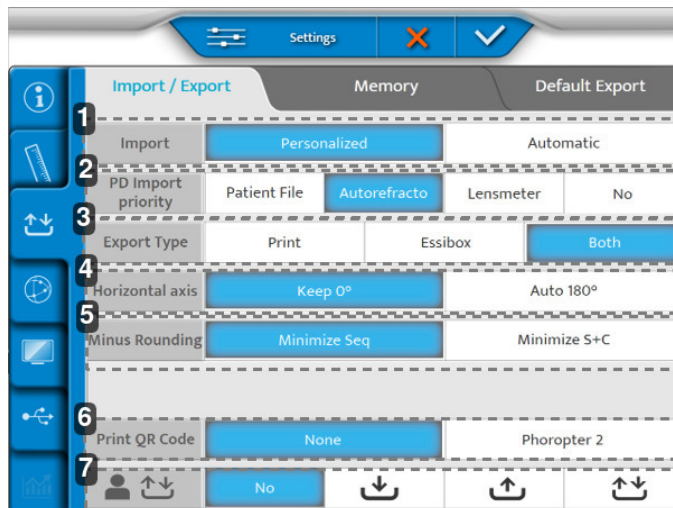 Settings
Import / Export Memory Default Export
1
Import Personalized Automatic
2
PD Import priority Patient File Autorefracto Lensmeter No
3
Export Type Print Essibox Both
4
Horizontal axis Keep 0° Auto 180°
5
Minus Rounding Minimize Seq Minimize S+C
6
Print QR Code None Phoropter 2
7
No